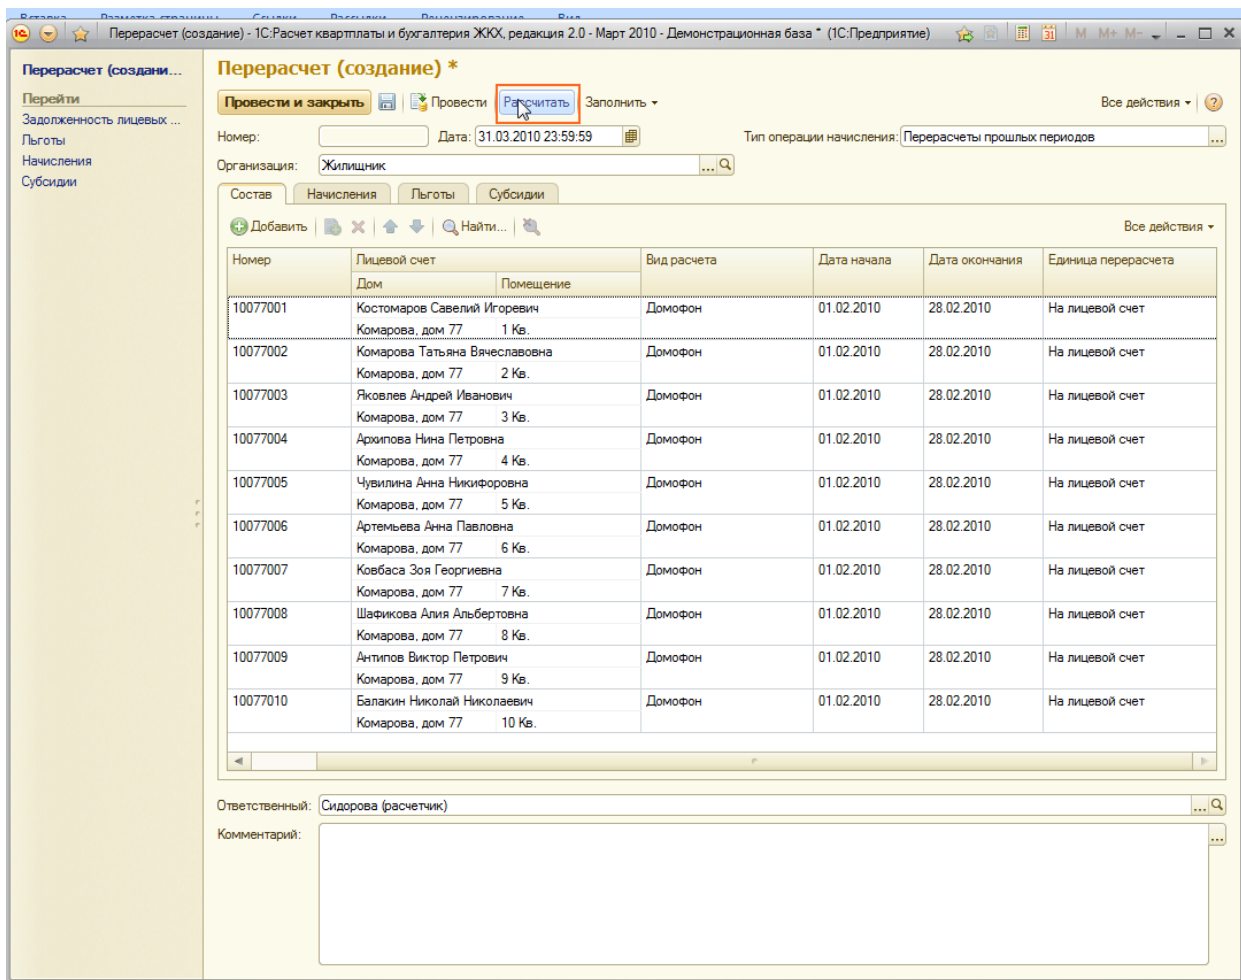 Вставка Разметка страницы Ссылки Рассылки Рецензирование Вид
Перерасчет (создание) - 1С:Расчет квартплаты и бухгалтерия ЖКХ, редакция 2.0 - Март 2010 - Демонстрационная база * (1С:Предприятие) 31 M M+ M-
Перерасчет (создани...
Перейти
Задолженность лицевых ...
Льготы
Начисления
Субсидии
Перерасчет (создание) *
Провести и закрыть Провести Рассчитать Заполнить Все действия ?
Номер: Дата: 31.03.2010 23:59:59 Тип операции начисления: Перерасчеты прошлых периодов ...
Организация: Жилищник ...
Состав Начисления Льготы Субсидии
Добавить Найти... Все действия
Номер Лицевой счет Вид расчета Дата начала Дата окончания Единица перерасчета
Дом Помещение
10077001 Костомаров Савелий Игоревич Домофон 01.02.2010 28.02.2010 На лицевой счет
Комарова, дом 77 1 Кв.
10077002 Комарова Татьяна Вячеславовна Домофон 01.02.2010 28.02.2010 На лицевой счет
Комарова, дом 77 2 Кв.
10077003 Яковлев Андрей Иванович Домофон 01.02.2010 28.02.2010 На лицевой счет
Комарова, дом 77 3 Кв.
10077004 Архипова Нина Петровна Домофон 01.02.2010 28.02.2010 На лицевой счет
Комарова, дом 77 4 Кв.
10077005 Чувилина Анна Никифоровна Домофон 01.02.2010 28.02.2010 На лицевой счет
Комарова, дом 77 5 Кв.
10077006 Артемьева Анна Павловна Домофон 01.02.2010 28.02.2010 На лицевой счет
Комарова, дом 77 6 Кв.
10077007 Ковбаса Зоя Георгиевна Домофон 01.02.2010 28.02.2010 На лицевой счет
Комарова, дом 77 7 Кв.
10077008 Шафикова Алия Альбертовна Домофон 01.02.2010 28.02.2010 На лицевой счет
Комарова, дом 77 8 Кв.
10077009 Антипов Виктор Петрович Домофон 01.02.2010 28.02.2010 На лицевой счет
Комарова, дом 77 9 Кв.
10077010 Балакин Николай Николаевич Домофон 01.02.2010 28.02.2010 На лицевой счет
Комарова, дом 77 10 Кв.
Ответственный: Сидорова (расчетчик) ...
Комментарий: ...